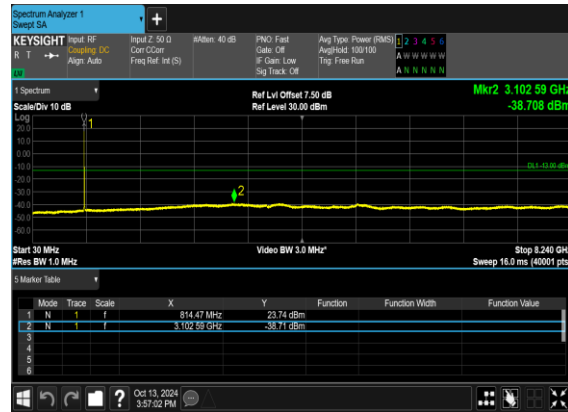 Spectrum Analyzer 1
Swept SA
+
KEYSIGHT Input: RF Input Z: 50 Ω #Atten: 40 dB PNO: Fast Avg Type: Power (RMS) 1 2 3 4 5 6
R T Coupling: DC Corr CCorr Gate: Off Avg|Hold: 100/100 A W W W W W
Align: Auto Freq Ref: Int (S) IF Gain: Low Trig: Free Run
LW Sig Track: Off A N N N N N
1 Spectrum Ref Lvl Offset 7.50 dB Mkr2 3.102 59 GHz
Scale/Div 10 dB Ref Level 30.00 dBm -38.708 dBm
Log
1
20.0
10.0
0.00
-10.0 DL1 -13.00 dBm
-20.0
-30.0 2
-40.0
-50.0
-60.0
Start 30 MHz Video BW 3.0 MHz* Stop 8.240 GHz
#Res BW 1.0 MHz Sweep 16.0 ms (40001 pts)
5 Marker Table
Mode Trace Scale X Y Function Function Width Function Value
1 N 1 f 814.47 MHz 23.74 dBm
2 N 1 f 3.102 59 GHz -38.71 dBm
3
4
5
6
? Oct 13, 2024
3:57:02 PM